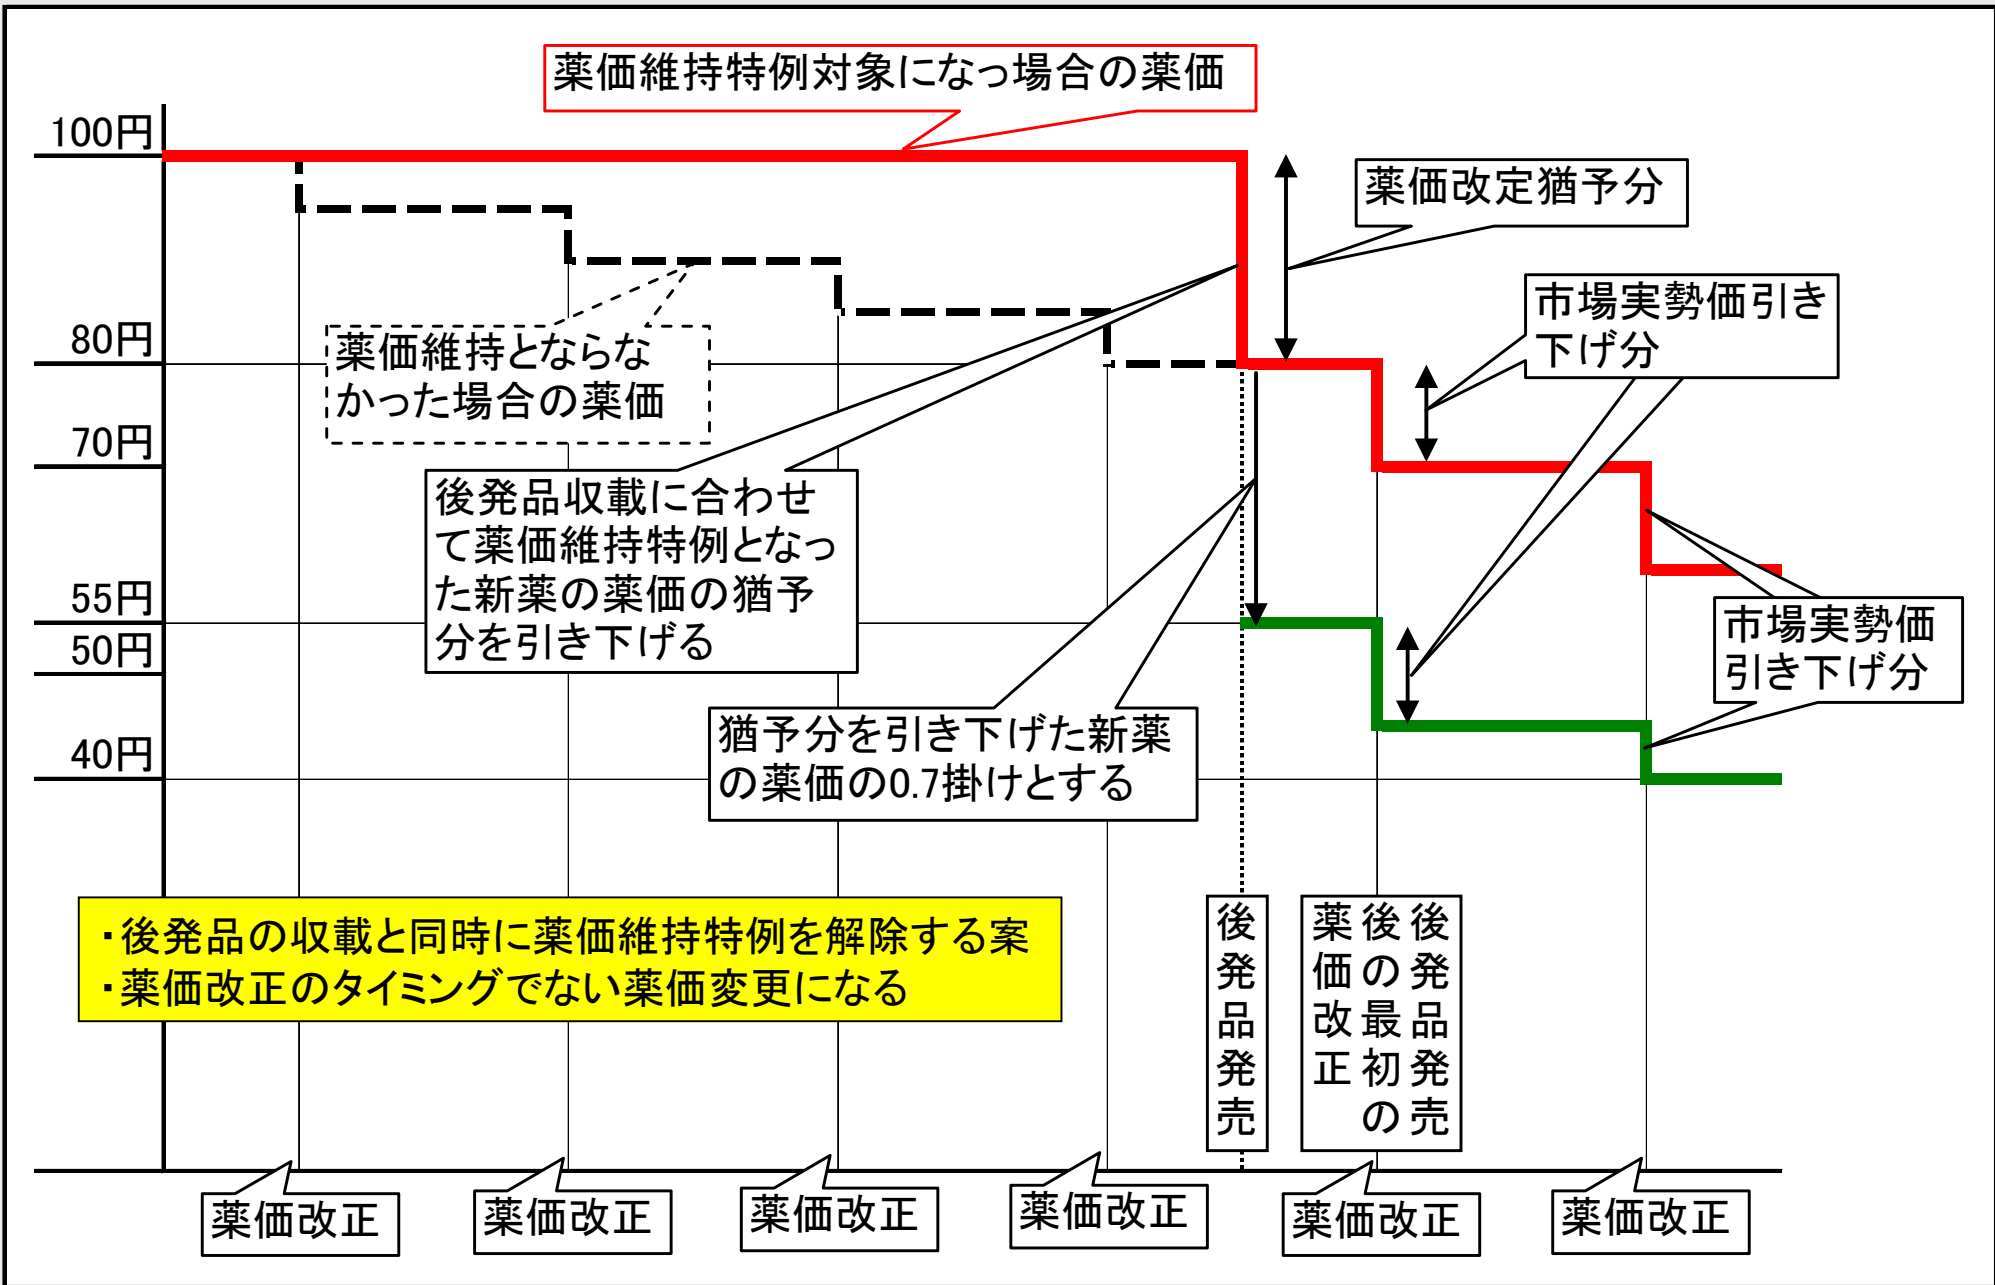 薬価維持特例対象になっ場合の薬価
100円
薬価改定猶予分
市場実勢価引き
下げ分
80円
薬価維持とならな
かった場合の薬価
70円
後発品収載に合わせ
て薬価維持特例となっ
た新薬の薬価の猶予
分を引き下げる
55円
50円
市場実勢価
引き下げ分
猶予分を引き下げた新薬
の薬価の0.7掛けとする
40円
・後発品の収載と同時に薬価維持特例を解除する案
・薬価改正のタイミングでない薬価変更になる
後発品発売
後発品発売
後の最初の
薬価改正
薬価改正
薬価改正
薬価改正
薬価改正
薬価改正
薬価改正